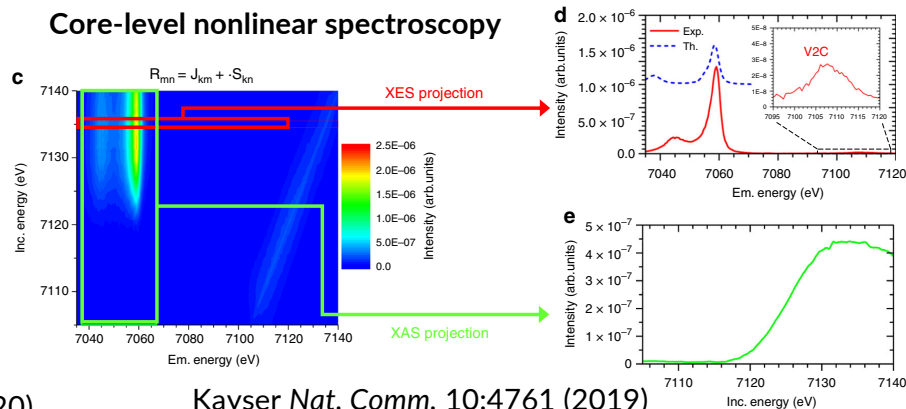 Core-level nonlinear spectroscopy
c
R_mn = J_km + ·S_kn
7140
7130
7120
7110
Inc. energy (eV)
7040 7060 7080 7100 7120 7140
Em. energy (eV)
2.5E–06
2.0E–06
1.5E–06
1.0E–06
5.0E–07
0.0
Intensity (arb.units)
XES projection
XAS projection
d
2.0 × 10⁻⁶
1.5 × 10⁻⁶
1.0 × 10⁻⁶
5.0 × 10⁻⁷
0.0
Intensity (arb.units)
Exp.
Th.
5E–8
4E–8
3E–8
2E–8
1E–8
0
V2C
7095 7100 7105 7110 7115 7120
7040 7060 7080 7100 7120
Em. energy (eV)
e
5 × 10⁻⁷
4 × 10⁻⁷
3 × 10⁻⁷
2 × 10⁻⁷
1 × 10⁻⁷
0
Intensity (arb.units)
7110 7120 7130 7140
Inc. energy (eV)
20)
Kayser Nat. Comm. 10:4761 (2019)